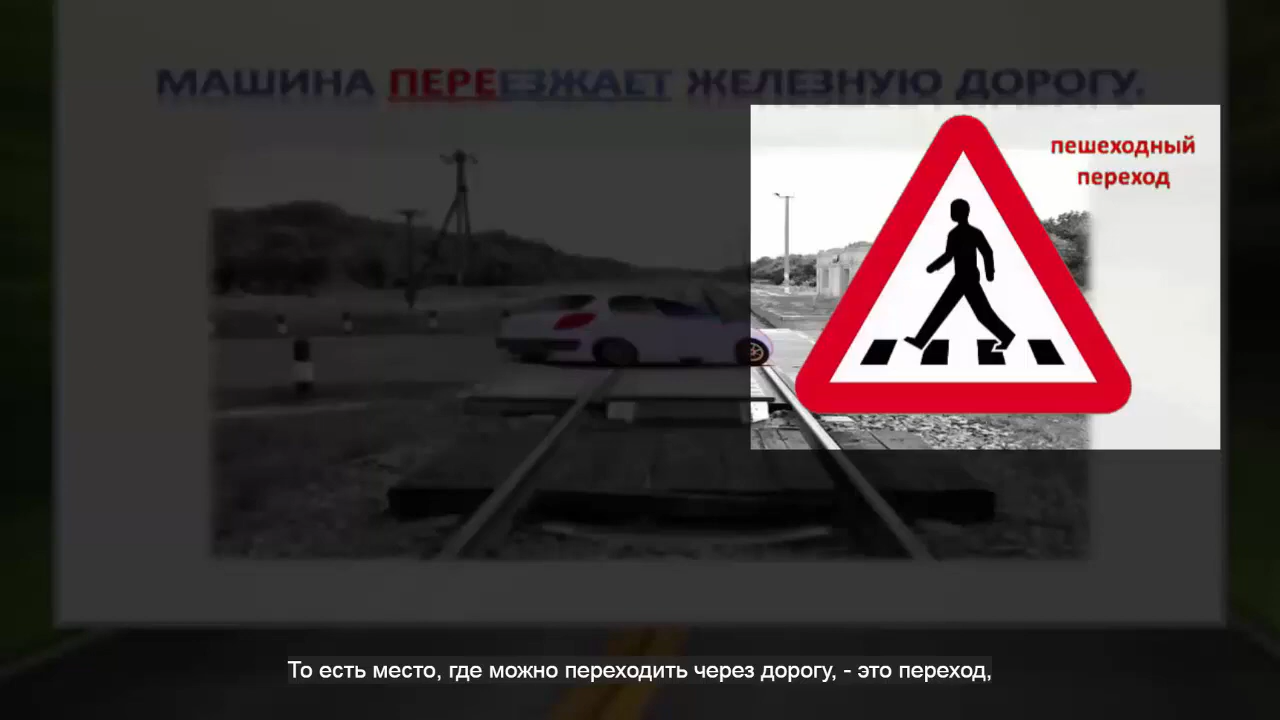 МАШИНА ПЕРЕЕЗЖАЕТ ЖЕЛЕЗНУЮ ДОРОГУ.
пешеходный
переход
То есть место, где можно переходить через дорогу, - это переход,